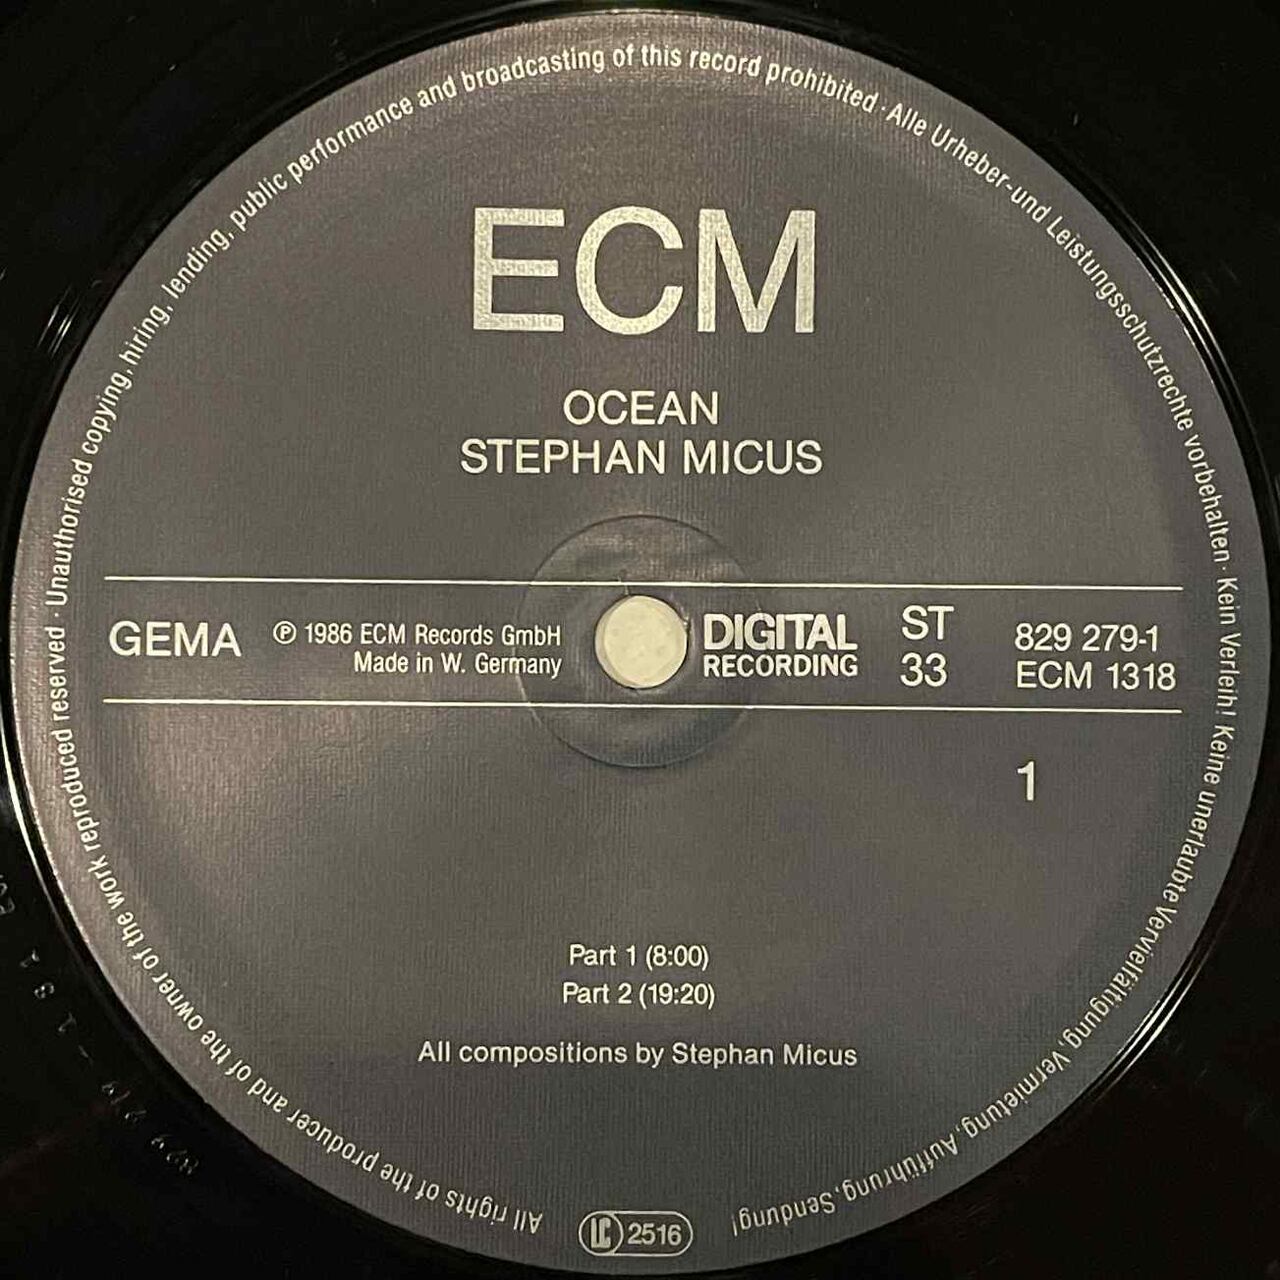 All rights of the producer and of the owner of the work reproduced reserved · Unauthorised copying, hiring, lending, public performance and broadcasting of this record prohibited · Alle Urheber- und Leistungsschutzrechte vorbehalten · Kein Verleih! Keine unerlaubte Vervielfältigung, Vermietung, Aufführung, Sendung!
ECM
OCEAN
STEPHAN MICUS
GEMA
℗ 1986 ECM Records GmbH
Made in W. Germany
DIGITAL
RECORDING
ST
33
829 279-1
ECM 1318
1
Part 1 (8:00)
Part 2 (19:20)
All compositions by Stephan Micus
LC 2516